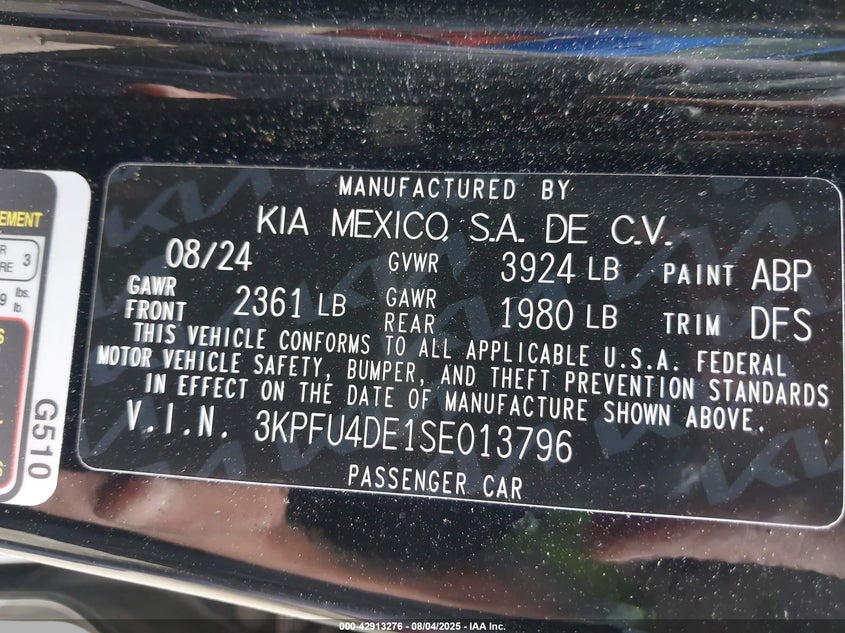 MANUFACTURED BY
KIA MEXICO, S.A. DE C.V.
08/24 GVWR 3924 LB PAINT ABP
GAWR FRONT 2361 LB GAWR REAR 1980 LB TRIM DFS
THIS VEHICLE CONFORMS TO ALL APPLICABLE U.S.A. FEDERAL
MOTOR VEHICLE SAFETY, BUMPER, AND THEFT PREVENTION STANDARDS
IN EFFECT ON THE DATE OF MANUFACTURE SHOWN ABOVE.
V.I.N. 3KPFU4DE1SE013796
PASSENGER CAR
3
lbs.
lb.
G510
000-42913276 - 08/04/2025 - IAA Inc.